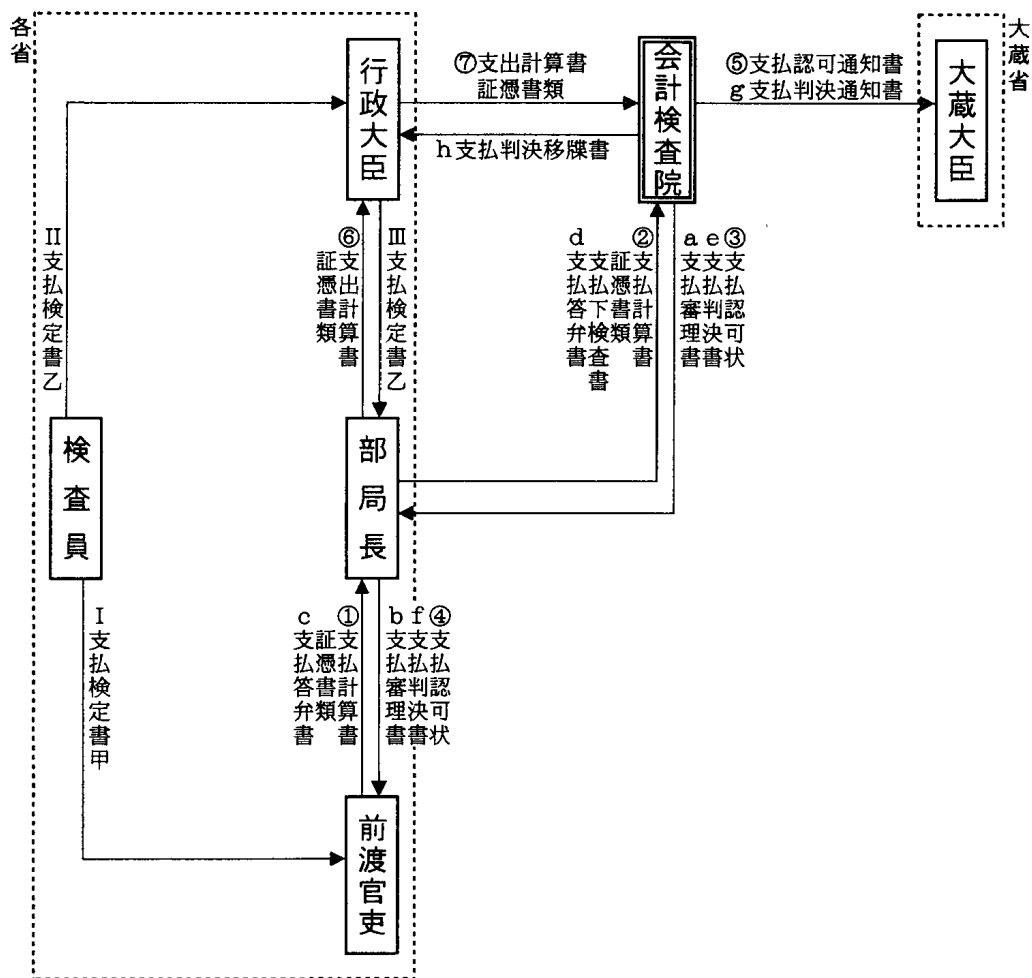 各省
大蔵省
行政大臣
会計検査院
大蔵大臣
⑦支出計算書
証憑書類
h支払判決移牒書
⑤支払認可通知書
g支払判決通知書
Ⅱ支払検定書乙
Ⅲ支払検定書乙
⑥支出計算書
証憑書類
②支払計算書
証憑書類
支払下検査書
d支払答弁書
③支払認可状
e支払判決書
a支払審理書
検査員
部局長
Ⅰ支払検定書甲
①支払計算書
証憑書類
c支払答弁書
④支払認可状
f支払判決書
b支払審理書
前渡官吏